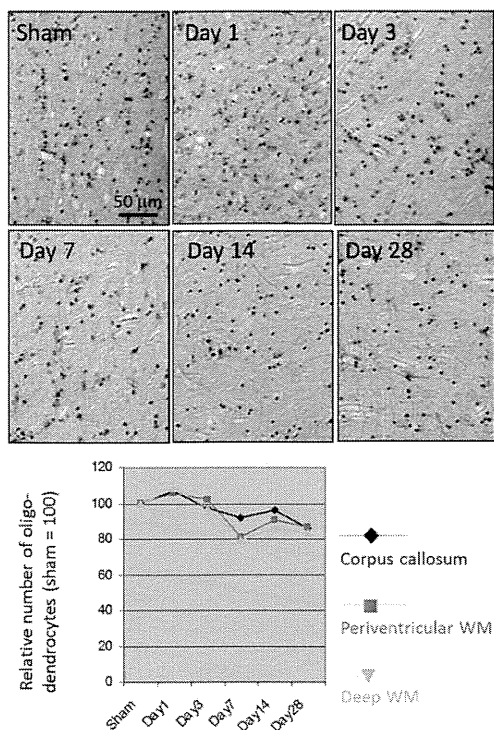 Sham
Day 1
Day 3
50 µm
Day 7
Day 14
Day 28
Relative number of oligo-
dendrocytes (sham = 100)
120
100
80
60
40
20
0
Sham
Day1
Day3
Day7
Day14
Day28
Corpus callosum
Periventricular WM
Deep WM